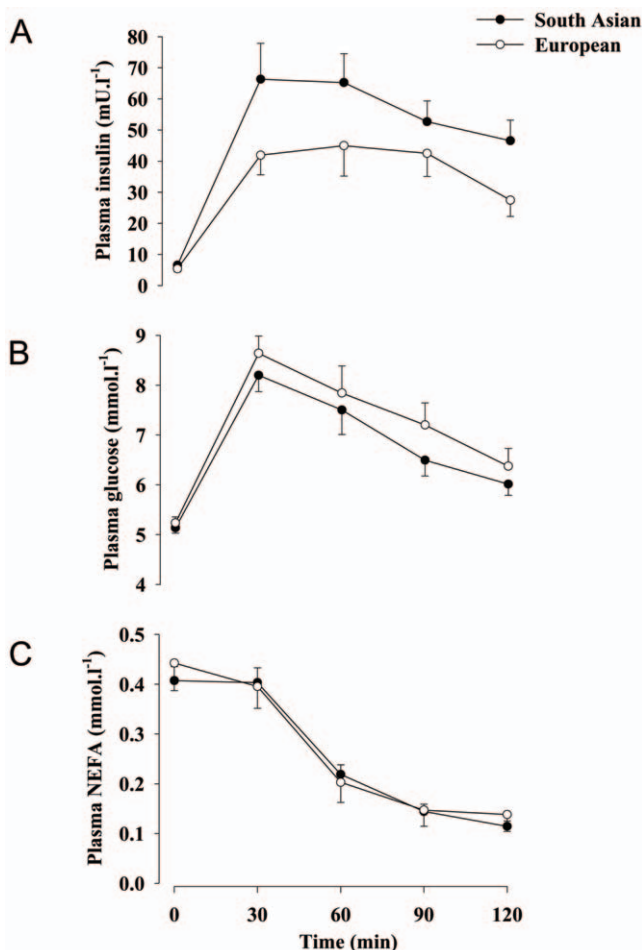 A
South Asian
European
Plasma insulin (mU.l-1)
80
70
60
50
40
30
20
10
0
B
Plasma glucose (mmol.l-1)
9
8
7
6
5
4
C
Plasma NEFA (mmol.l-1)
0.5
0.4
0.3
0.2
0.1
0.0
0 30 60 90 120
Time (min)